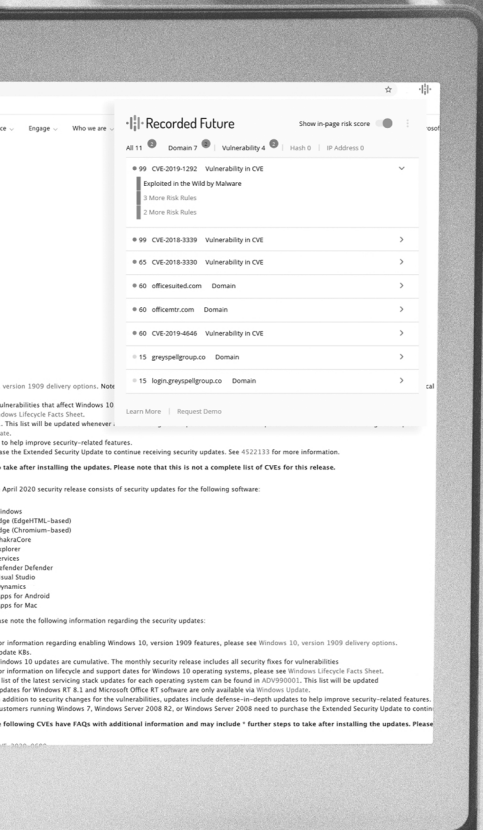 Recorded Future
Show in-page risk score
ce Engage Who we are rosof
All 11 Domain 7 Vulnerability 4 Hash 0 IP Address 0
99 CVE-2019-1292 Vulnerability in CVE
Exploited in the Wild by Malware
3 More Risk Rules
2 More Risk Rules
99 CVE-2018-3339 Vulnerability in CVE
65 CVE-2018-3330 Vulnerability in CVE
60 officesuited.com Domain
60 officemtr.com Domain
60 CVE-2019-4646 Vulnerability in CVE
15 greyspellgroup.co Domain
15 login.greyspellgroup.co Domain
Learn More Request Demo
version 1909 delivery options. Note
cal
ulnerabilities that affect Windows 10
dows Lifecycle Facts Sheet.
. This list will be updated whenever
ate.
to help improve security-related features.
ase the Extended Security Update to continue receiving security updates. See 4522133 for more information.
take after installing the updates. Please note that this is not a complete list of CVEs for this release.
April 2020 security release consists of security updates for the following software:
indows
dge (EdgeHTML-based)
dge (Chromium-based)
hakraCore
xplorer
ervices
efender Defender
sual Studio
ynamics
pps for Android
pps for Mac
ase note the following information regarding the security updates:
or information regarding enabling Windows 10, version 1909 features, please see Windows 10, version 1909 delivery options.
pdate KBs.
indows 10 updates are cumulative. The monthly security release includes all security fixes for vulnerabilities
or information on lifecycle and support dates for Windows 10 operating systems, please see Windows Lifecycle Facts Sheet.
list of the latest servicing stack updates for each operating system can be found in ADV990001. This list will be updated
pdates for Windows RT 8.1 and Microsoft Office RT software are only available via Windows Update.
addition to security changes for the vulnerabilities, updates include defense-in-depth updates to help improve security-related features.
ustomers running Windows 7, Windows Server 2008 R2, or Windows Server 2008 need to purchase the Extended Security Update to contin
e following CVEs have FAQs with additional information and may include * further steps to take after installing the updates. Please